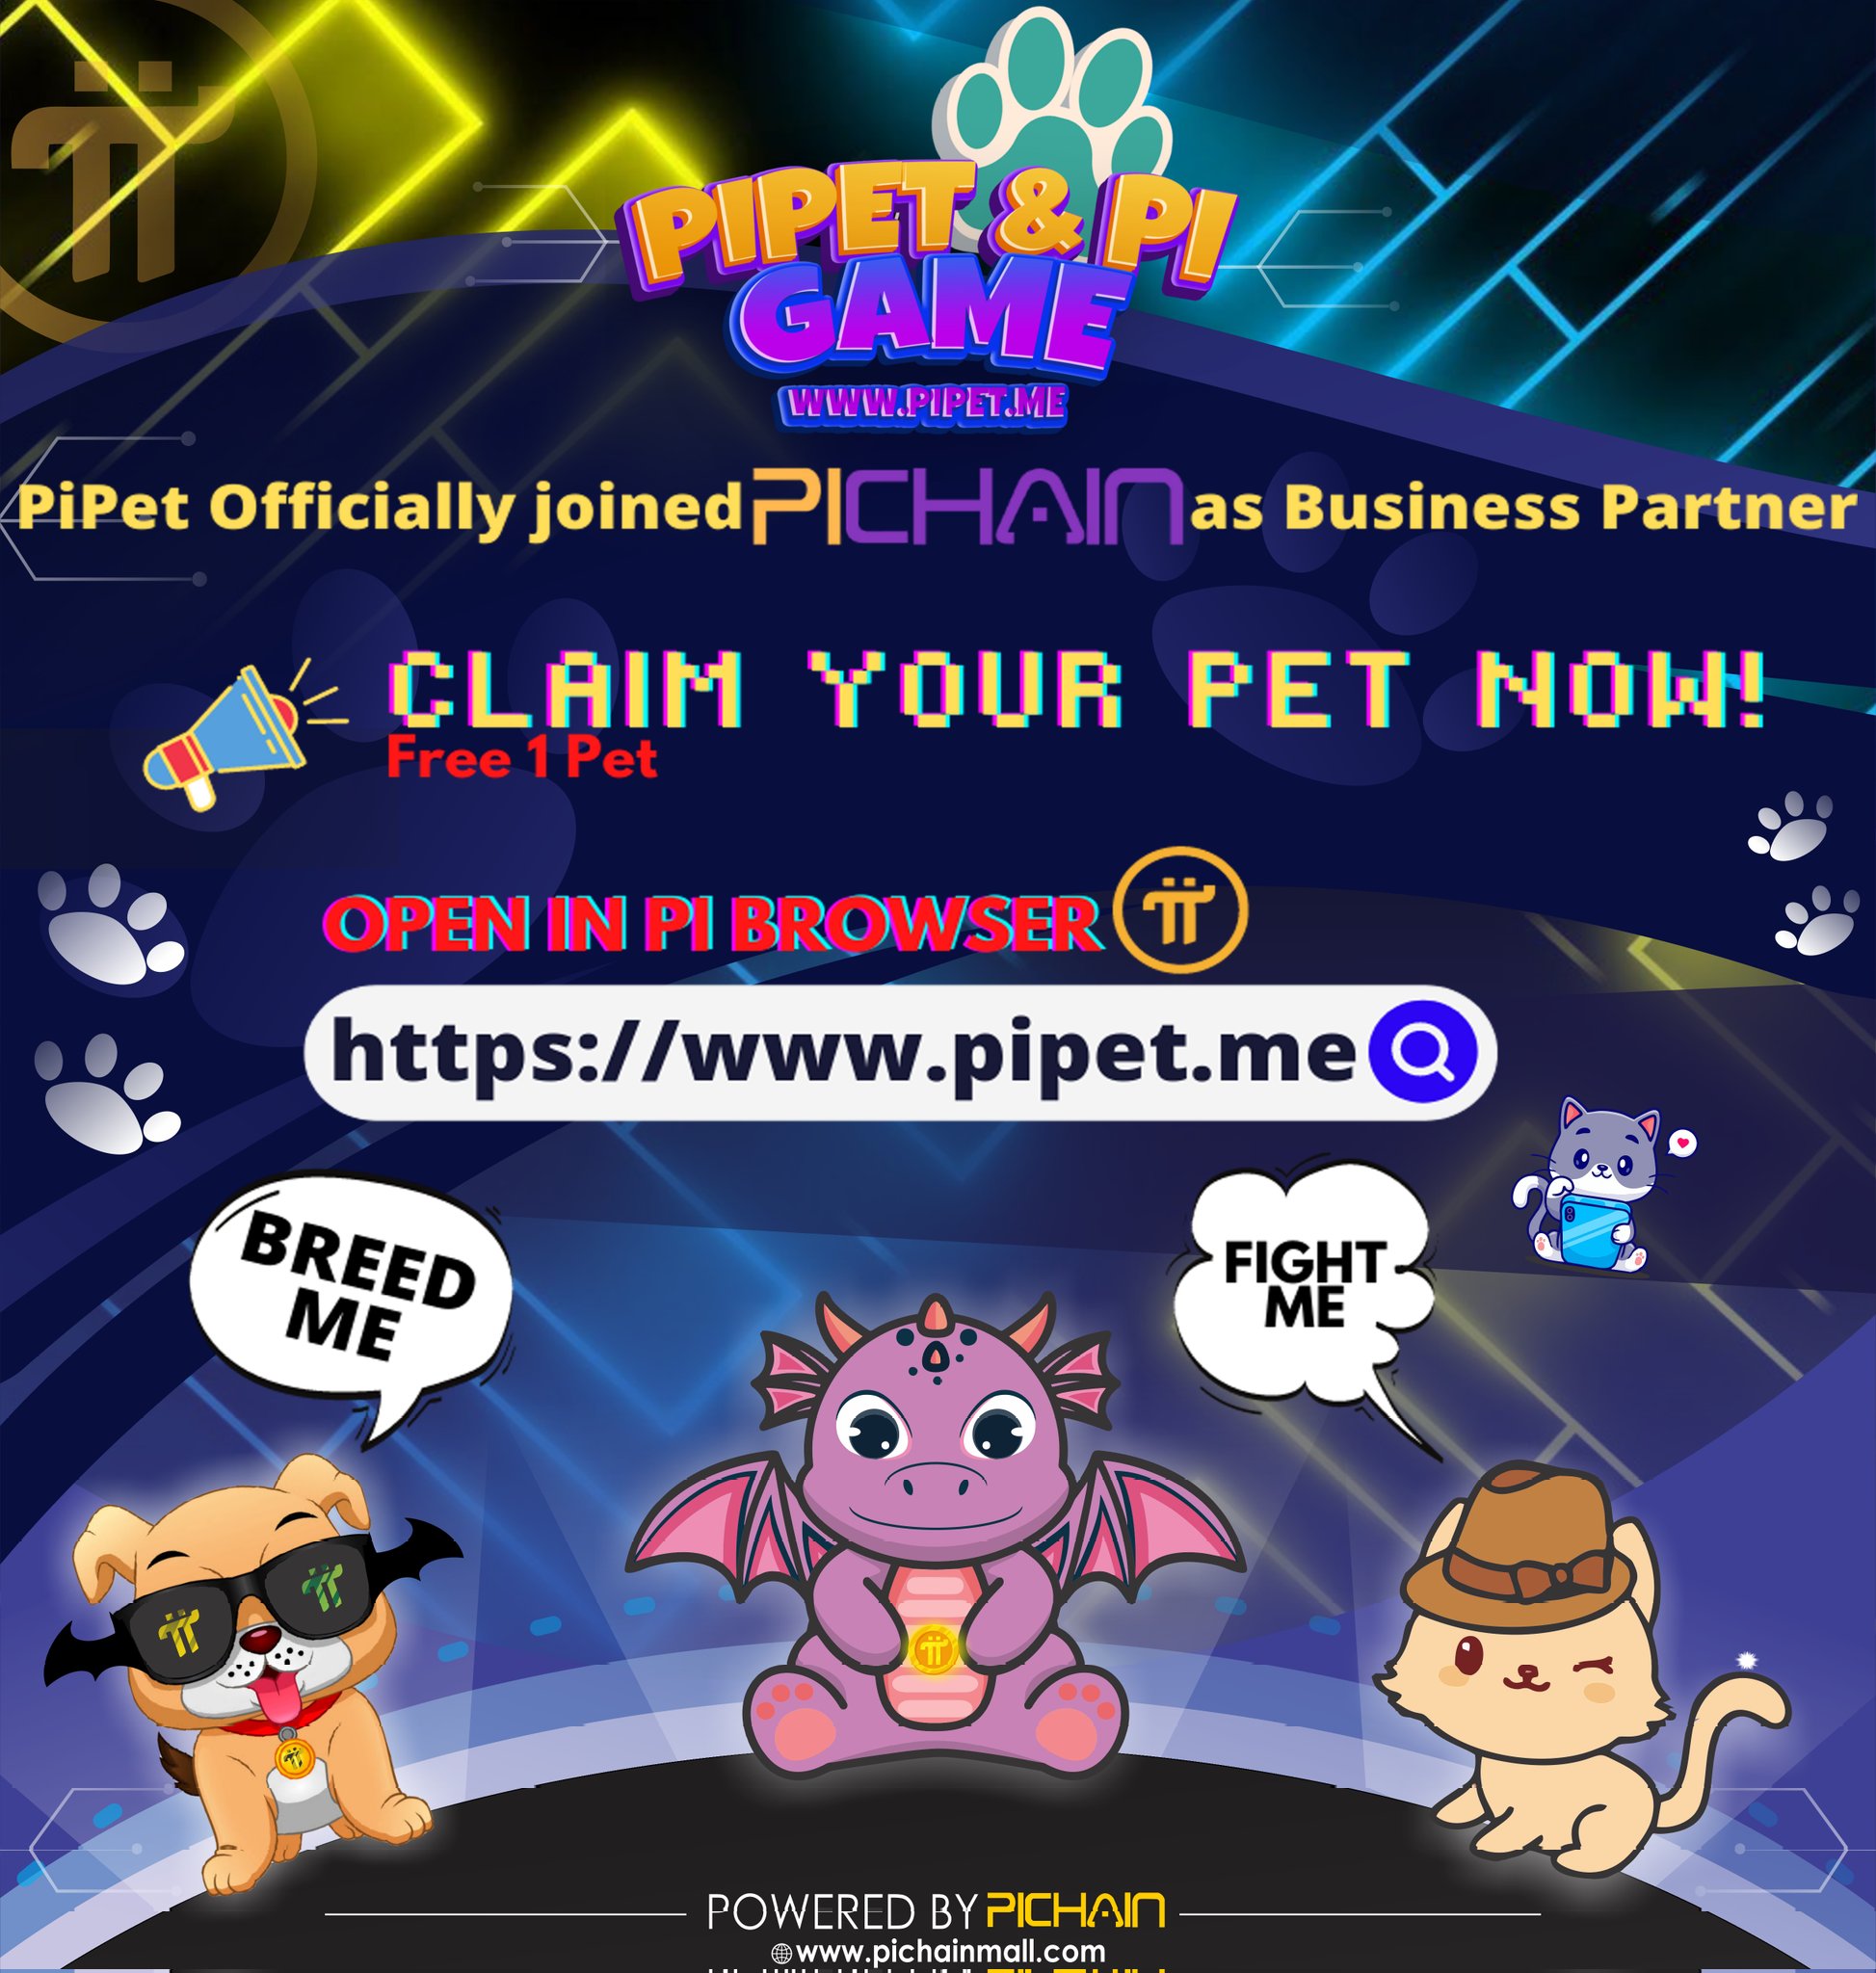 PIPET & PI
GAME
WWW.PIPET.ME
PiPet Officially joined PICHAIN as Business Partner
CLAIM YOUR PET NOW!
Free 1 Pet
OPEN IN PI BROWSER
https://www.pipet.me
BREED
ME
FIGHT
ME
POWERED BY PICHAIN
www.pichainmall.com